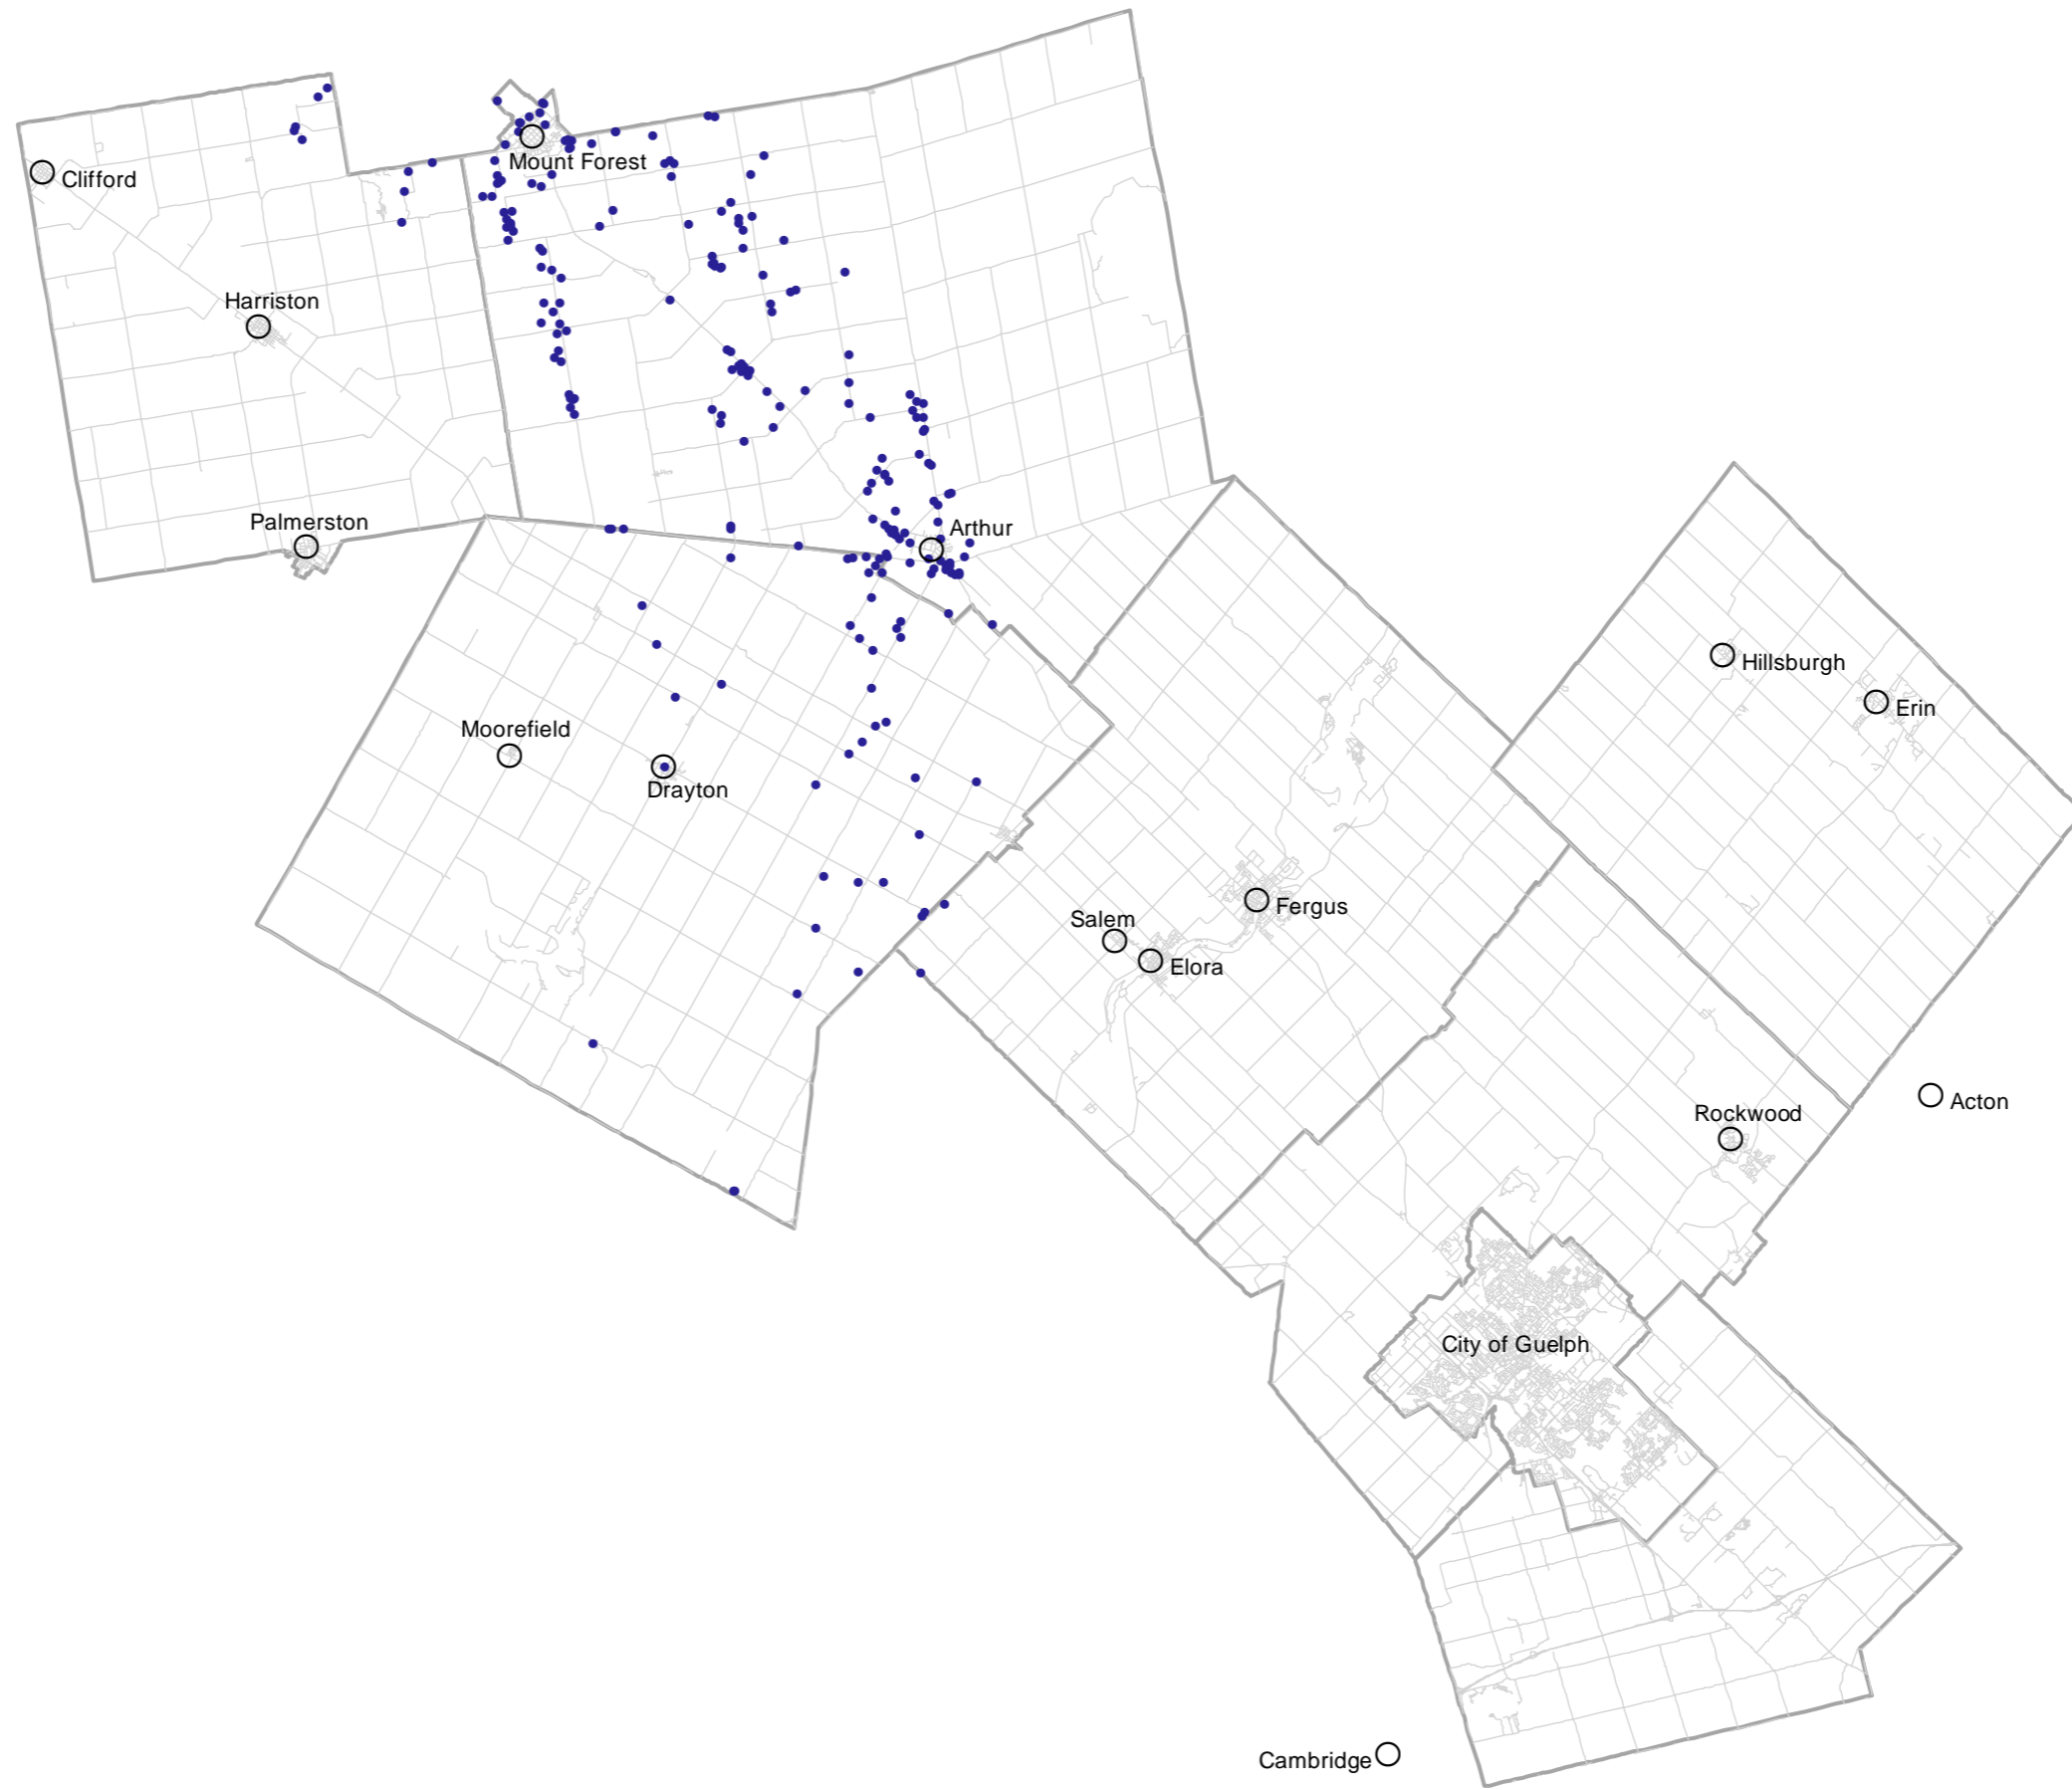 Mount Forest
Clifford
Harriston
Palmerston
Arthur
Hillsburgh
Erin
Moorefield
Drayton
Fergus
Salem
Elora
Acton
Rockwood
City of Guelph
Cambridge